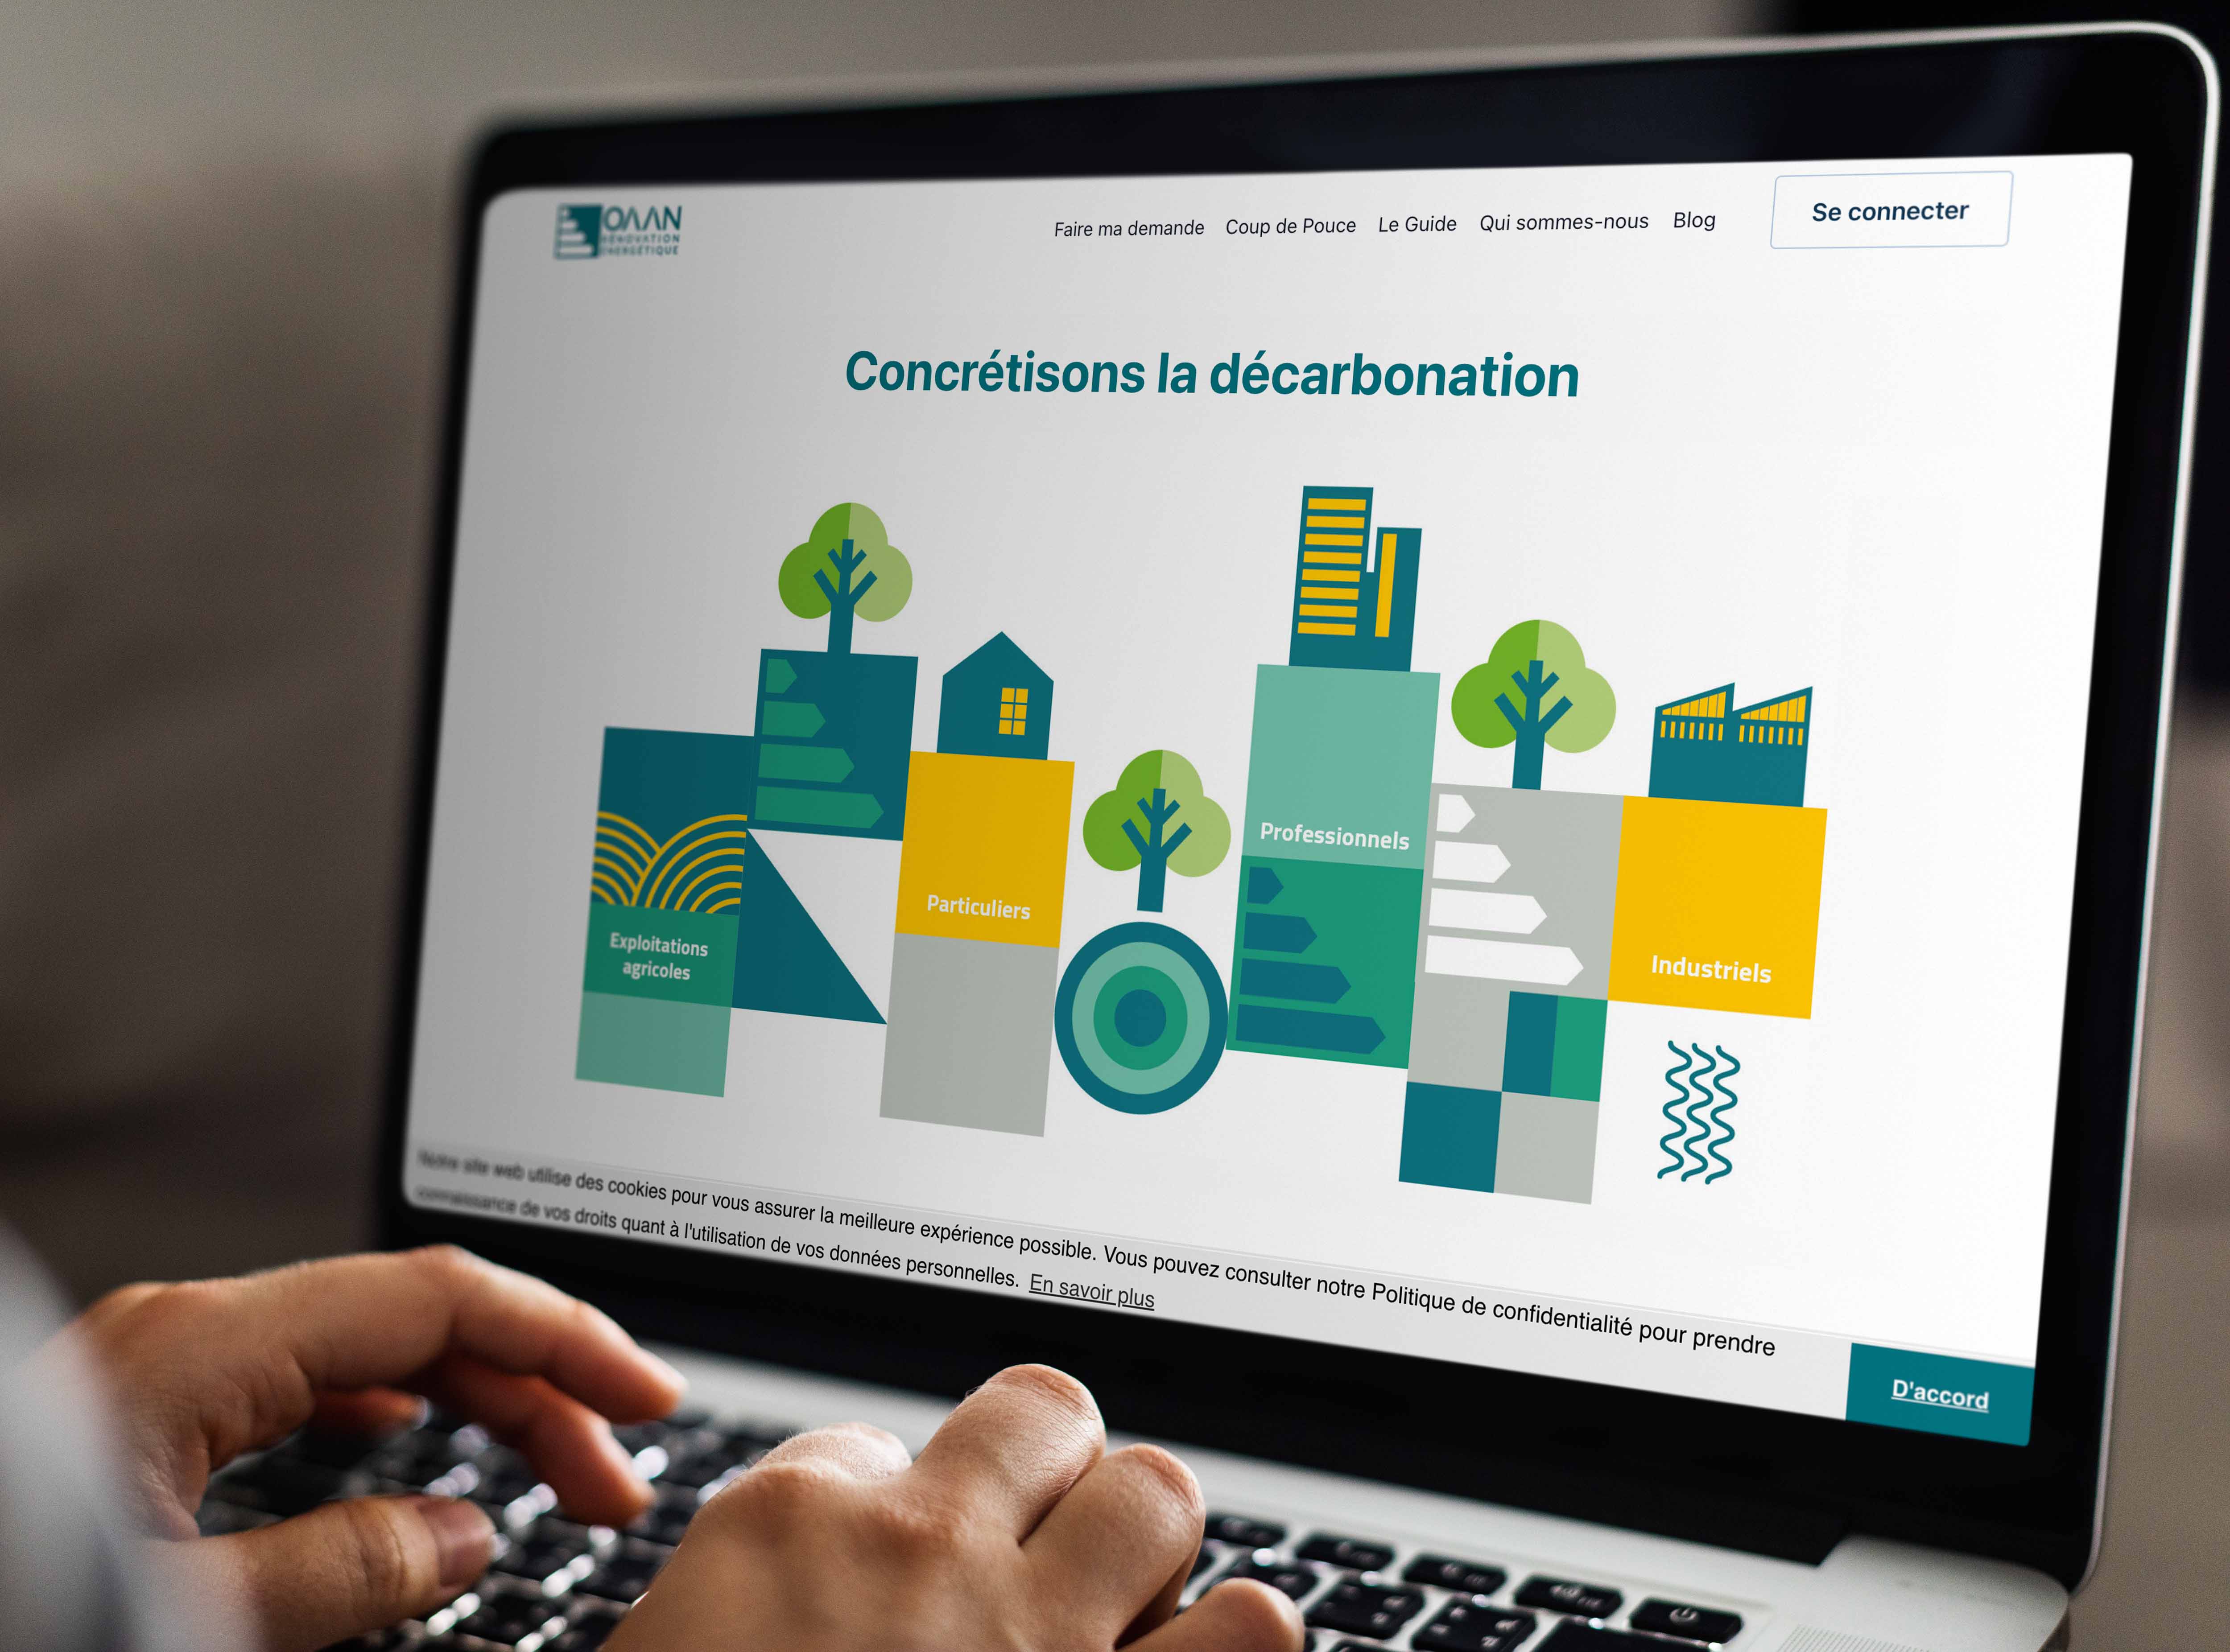 OAAN
RÉNOVATION
ÉNERGÉTIQUE
Faire ma demande Coup de Pouce Le Guide Qui sommes-nous Blog Se connecter
Concrétisons la décarbonation
Professionnels
Particuliers
Exploitations
agricoles
Industriels
Notre site web utilise des cookies pour vous assurer la meilleure expérience possible. Vous pouvez consulter notre Politique de confidentialité pour prendre
connaissance de vos droits quant à l'utilisation de vos données personnelles. En savoir plus
D'accord